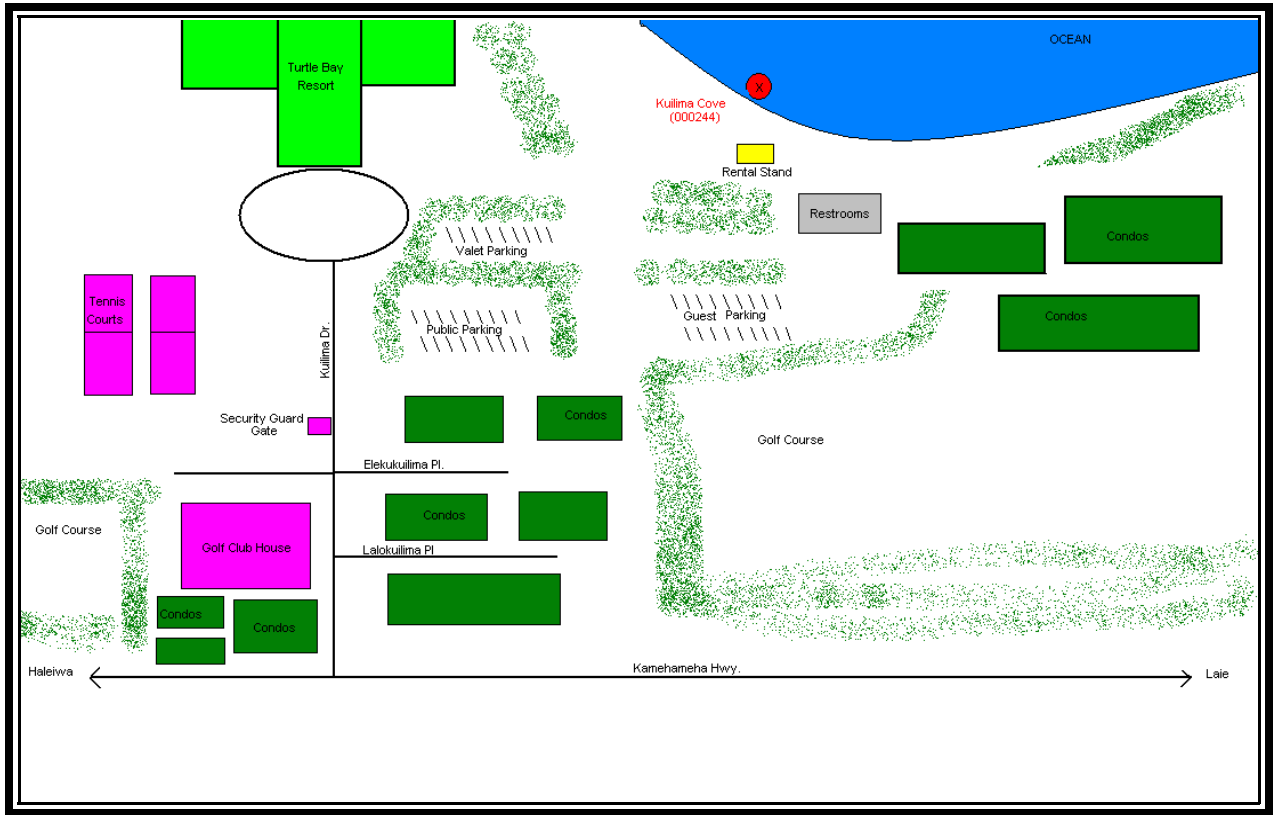 OCEAN
Turtle Bay
Resort
X
Kuilima Cove
(000244)
Rental Stand
Restrooms
Condos
Valet Parking
Tennis
Courts
Public Parking
Guest Parking
Condos
Kuilima Dr.
Security Guard
Gate
Condos
Golf Course
Elekukuilima Pl.
Condos
Golf Course
Golf Club House
Lalokuilima Pl
Condos
Condos
Haleiwa
Kamehameha Hwy.
Laie